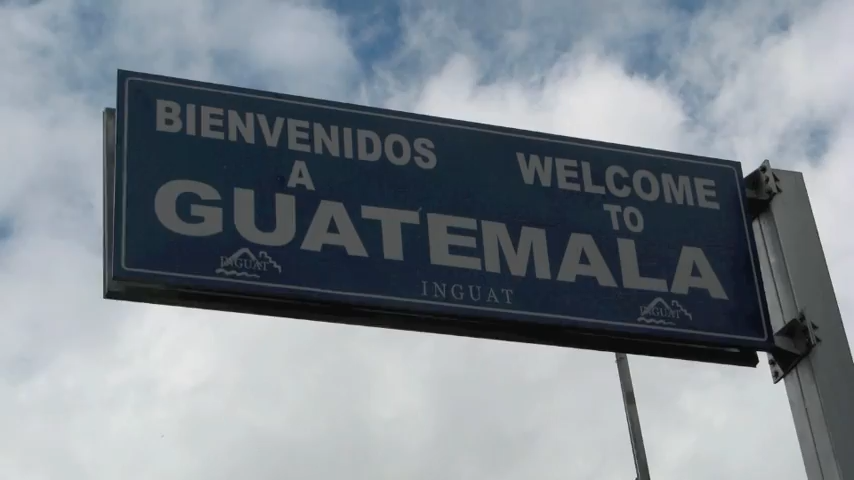 BIENVENIDOS
A
WELCOME
TO
GUATEMALA
INGUAT
INGUAT
INGUAT